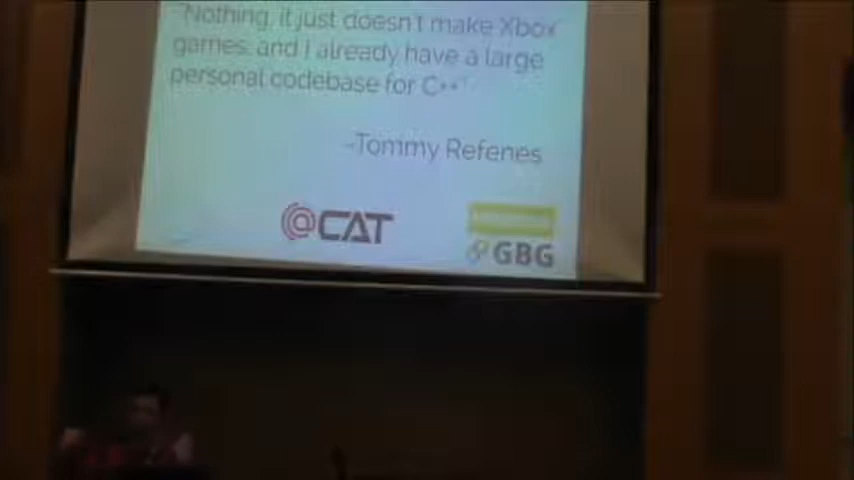 "Nothing, it just doesn't make Xbox
games, and I already have a large
personal codebase for C++"
-Tommy Refenes
@CAT
GBG